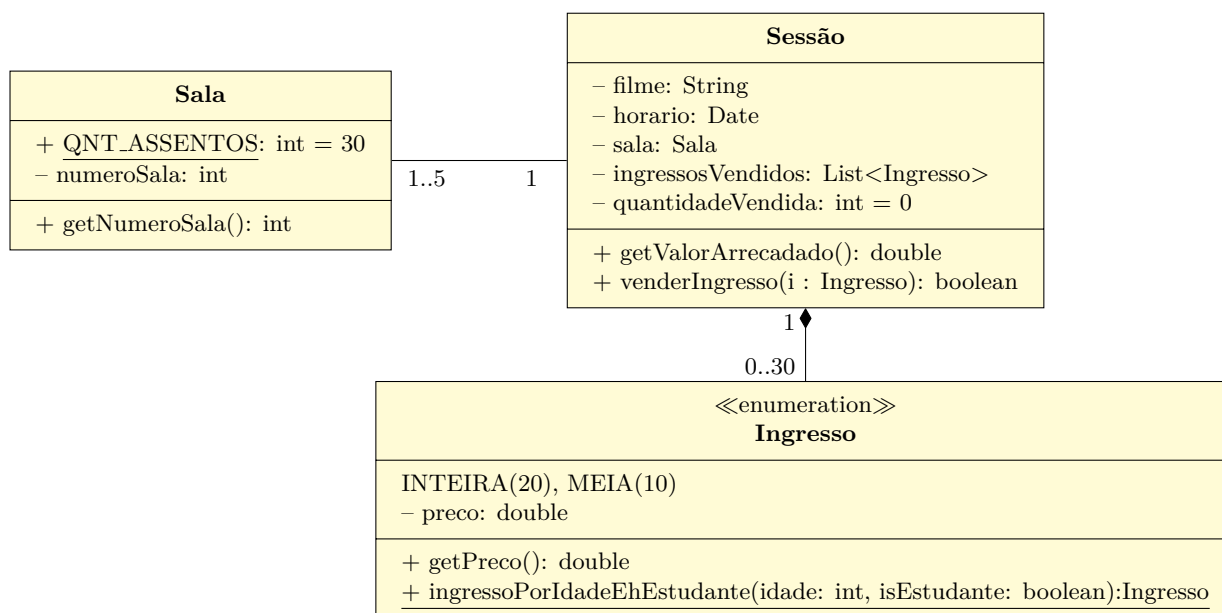 Sala
+ QNT_ASSENTOS: int = 30
– numeroSala: int
+ getNumeroSala(): int
1..5
1
Sessão
– filme: String
– horario: Date
– sala: Sala
– ingressosVendidos: List<Ingresso>
– quantidadeVendida: int = 0
+ getValorArrecadado(): double
+ venderIngresso(i : Ingresso): boolean
1
0..30
≪enumeration≫
Ingresso
INTEIRA(20), MEIA(10)
– preco: double
+ getPreco(): double
+ ingressoPorIdadeEhEstudante(idade: int, isEstudante: boolean):Ingresso